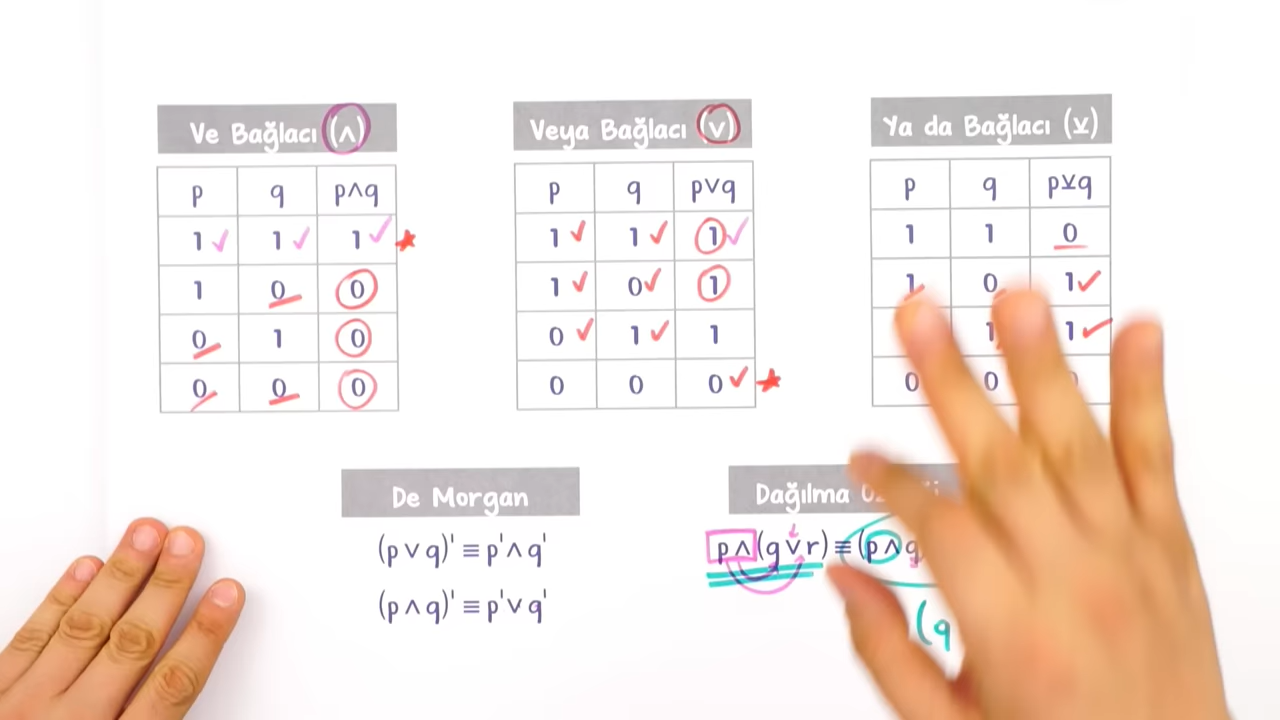 Ve Bağlacı (∧)
p q p∧q
1 1 1
1 0 0
0 1 0
0 0 0
Veya Bağlacı (∨)
p q p∨q
1 1 1
1 0 1
0 1 1
0 0 0
Ya da Bağlacı (⊻)
p q p⊻q
1 1 0
1 0 1
1 1
0 0
De Morgan
(p ∨ q)' ≡ p' ∧ q'
(p ∧ q)' ≡ p' ∨ q'
Dağılma
p ∧ (q ∨ r) ≡ (p ∧ q
(q